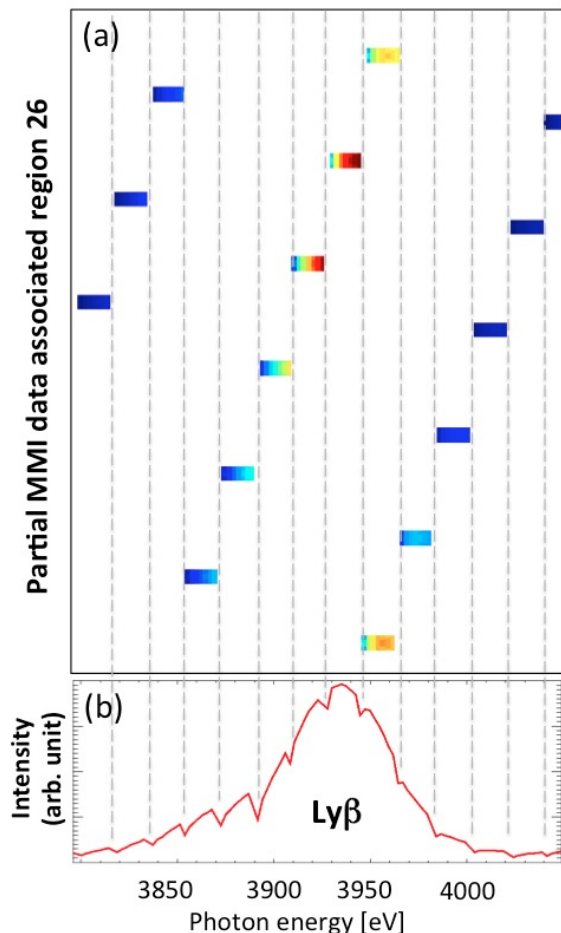 (a)
Partial MMI data associated region 26
(b)
Intensity
(arb. unit)
Lyβ
3850 3900 3950 4000
Photon energy [eV]